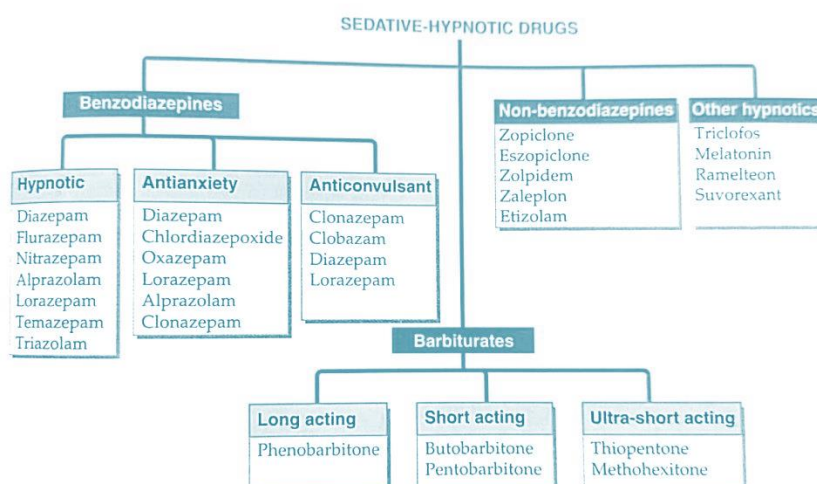 SEDATIVE-HYPNOTIC DRUGS
Benzodiazepines
Hypnotic
Diazepam
Flurazepam
Nitrazepam
Alprazolam
Lorazepam
Temazepam
Triazolam
Antianxiety
Diazepam
Chlordiazepoxide
Oxazepam
Lorazepam
Alprazolam
Clonazepam
Anticonvulsant
Clonazepam
Clobazam
Diazepam
Lorazepam
Non-benzodiazepines
Zopiclone
Eszopiclone
Zolpidem
Zaleplon
Etizolam
Other hypnotics
Triclofos
Melatonin
Ramelteon
Suvorexant
Barbiturates
Long acting
Phenobarbitone
Short acting
Butobarbitone
Pentobarbitone
Ultra-short acting
Thiopentone
Methohexitone